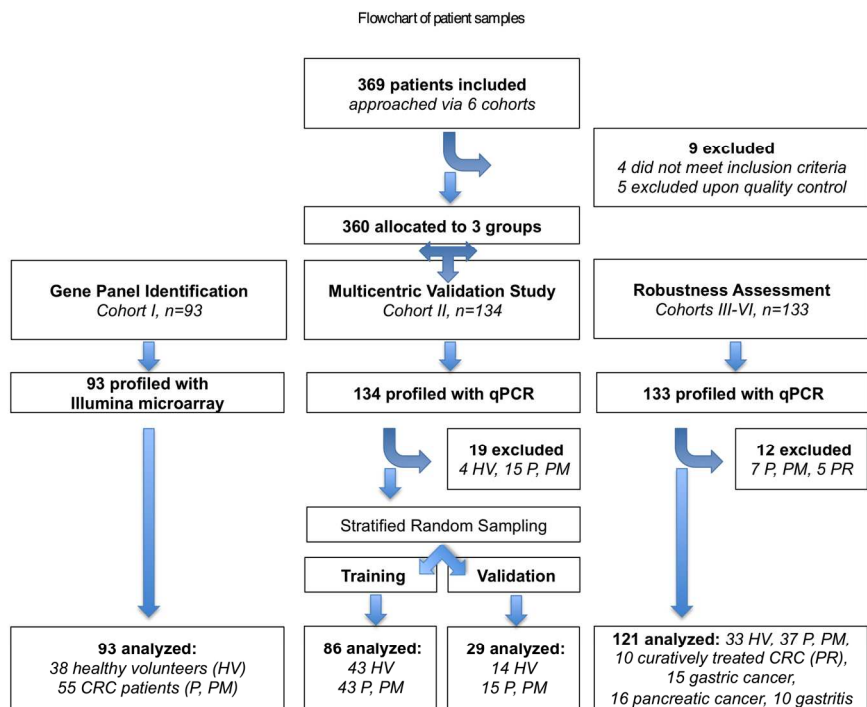 Flowchart of patient samples
369 patients included
approached via 6 cohorts
9 excluded
4 did not meet inclusion criteria
5 excluded upon quality control
360 allocated to 3 groups
Gene Panel Identification
Cohort I, n=93
Multicentric Validation Study
Cohort II, n=134
Robustness Assessment
Cohorts III-VI, n=133
93 profiled with
Illumina microarray
134 profiled with qPCR
133 profiled with qPCR
19 excluded
4 HV, 15 P, PM
12 excluded
7 P, PM, 5 PR
Stratified Random Sampling
Training
Validation
93 analyzed:
38 healthy volunteers (HV)
55 CRC patients (P, PM)
86 analyzed:
43 HV
43 P, PM
29 analyzed:
14 HV
15 P, PM
121 analyzed: 33 HV, 37 P, PM,
10 curatively treated CRC (PR),
15 gastric cancer,
16 pancreatic cancer, 10 gastritis